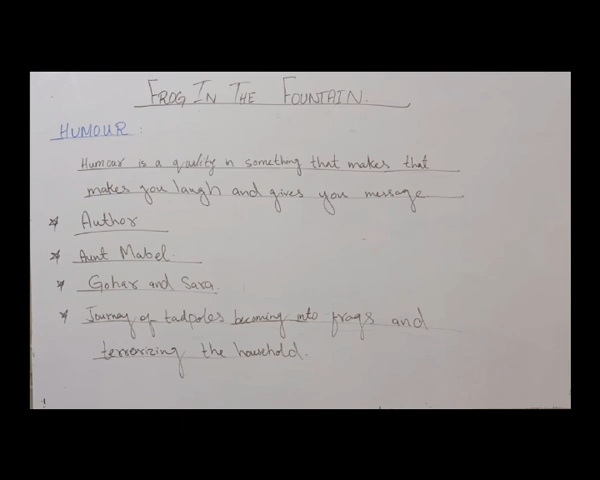 FROG IN THE FOUNTAIN.
HUMOUR:
Humour is a quality in something that makes that
makes you laugh and gives you message
* Author
* Aunt Mabel.
* Gohar and Sara.
* Journey of tadpoles becoming into frogs and
terrorizing the household.